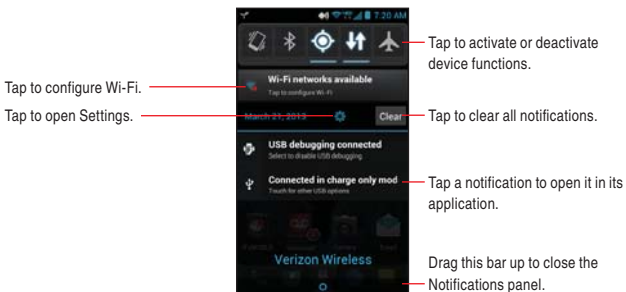 7:20 AM
Tap to activate or deactivate
device functions.
Wi-Fi networks available
Tap to configure Wi-Fi
Tap to configure Wi-Fi.
Tap to open Settings.
March 21, 2013
Clear
Tap to clear all notifications.
USB debugging connected
Select to disable USB debugging
Connected in charge only mod
Touch for other USB options
Tap a notification to open it in its
application.
Verizon Wireless
Drag this bar up to close the
Notifications panel.